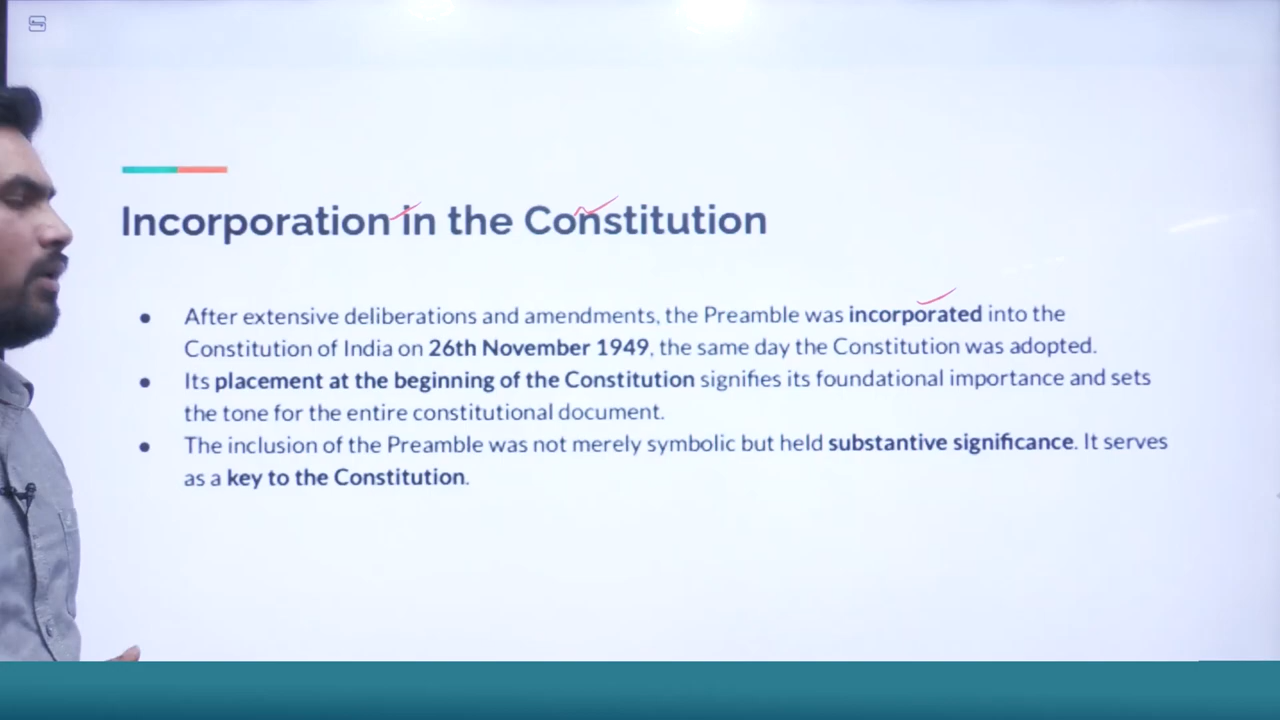 Incorporation in the Constitution
After extensive deliberations and amendments, the Preamble was incorporated into the
Constitution of India on 26th November 1949, the same day the Constitution was adopted.
Its placement at the beginning of the Constitution signifies its foundational importance and sets
the tone for the entire constitutional document.
The inclusion of the Preamble was not merely symbolic but held substantive significance. It serves
as a key to the Constitution.